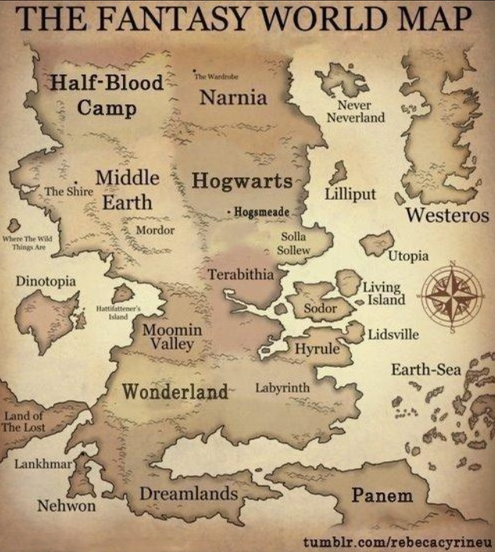 THE FANTASY WORLD MAP
Half-Blood
Camp
The Wardrobe
Narnia
Never
Neverland
The Shire
Middle
Earth
Hogwarts
Hogsmeade
Lilliput
Westeros
Where The Wild
Things Are
Mordor
Solla
Sollew
Utopia
Dinotopia
Terabithia
Living
Island
Hattifattener's
Island
Sodor
Moomin
Valley
Hyrule
Lidsville
Wonderland
Labyrinth
Earth-Sea
Land of
The Lost
Lankhmar
Nehwon
Dreamlands
Panem
tumblr.com/rebecacyrineu